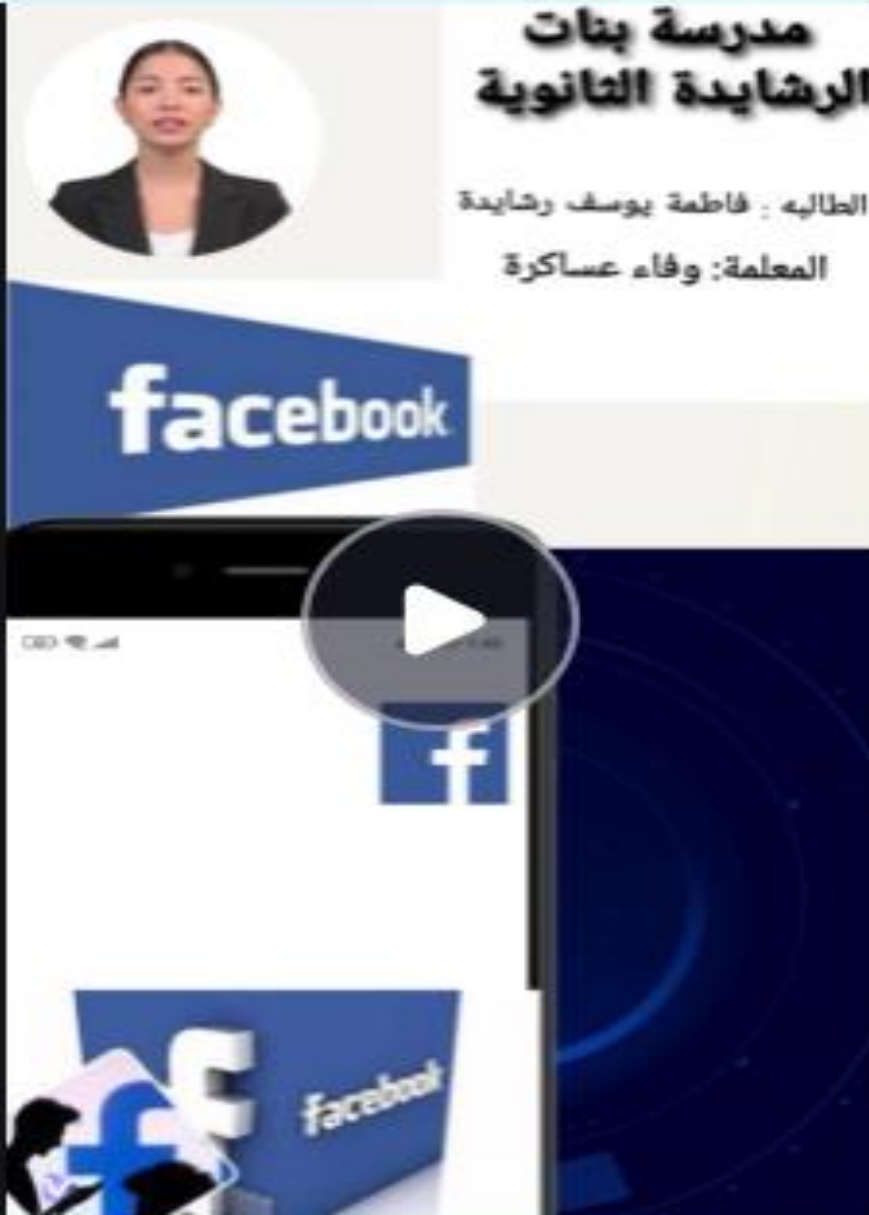 مدرسة بنات
الرشايدة الثانوية
الطالبه : فاطمة يوسف رشايدة
المعلمة: وفاء عساكرة
facebook
f
facebook
f
f